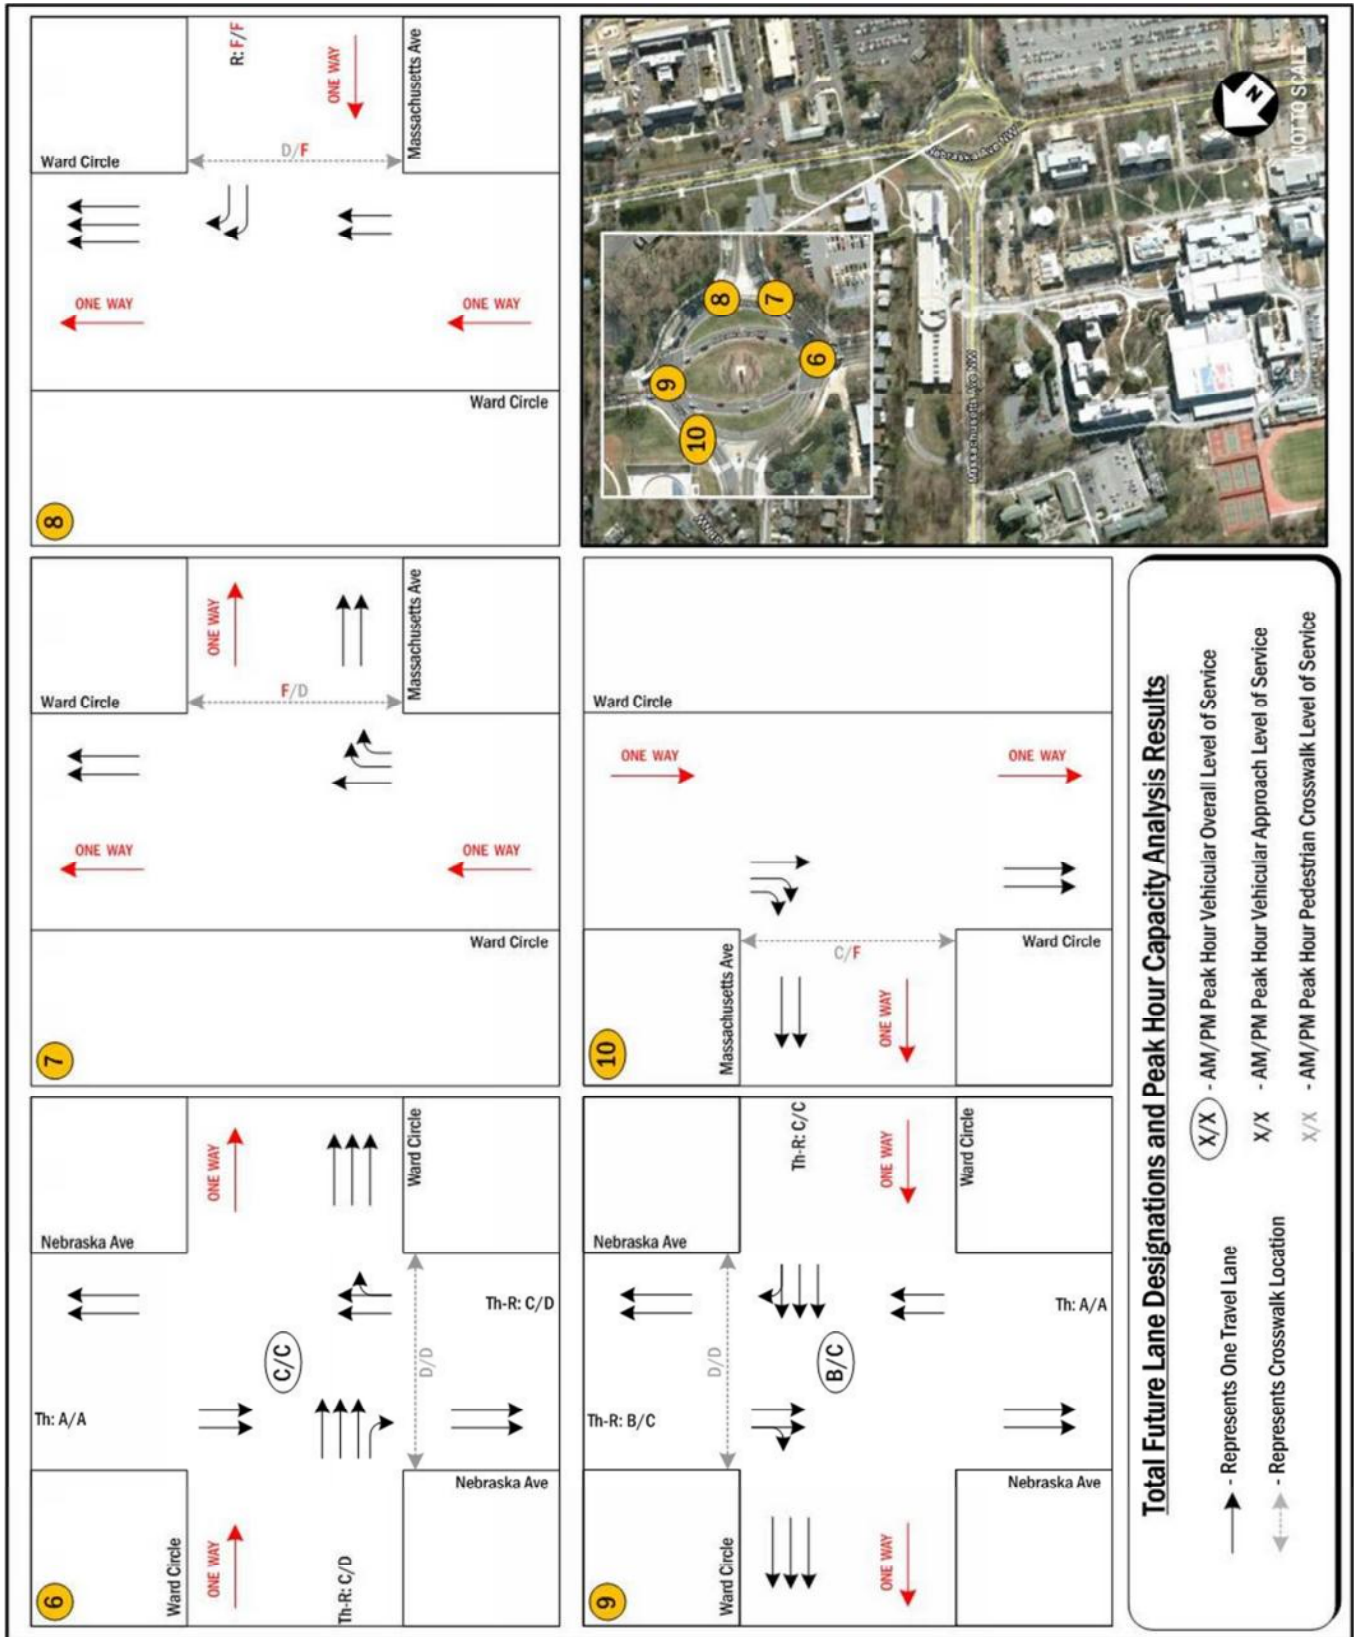 8
Ward Circle
R: F/F
ONE WAY
Massachusetts Ave
D/F
ONE WAY
ONE WAY
Ward Circle
7
Ward Circle
ONE WAY
Massachusetts Ave
F/D
ONE WAY
ONE WAY
Ward Circle
6
Nebraska Ave
ONE WAY
Ward Circle
Th-R: C/D
C/C
D/D
Th: A/A
Ward Circle
ONE WAY
Th-R: C/D
Nebraska Ave
8
7
9
6
10
Nebraska Ave NW
Massachusetts Ave NW
N
NOT TO SCALE
10
Ward Circle
ONE WAY
ONE WAY
Massachusetts Ave
C/F
Ward Circle
ONE WAY
9
Nebraska Ave
Th-R: C/C
ONE WAY
Ward Circle
D/D
B/C
Th: A/A
Th-R: B/C
Ward Circle
ONE WAY
Nebraska Ave
Total Future Lane Designations and Peak Hour Capacity Analysis Results
- Represents One Travel Lane
- Represents Crosswalk Location
X/X - AM/PM Peak Hour Vehicular Overall Level of Service
X/X - AM/PM Peak Hour Vehicular Approach Level of Service
X/X - AM/PM Peak Hour Pedestrian Crosswalk Level of Service